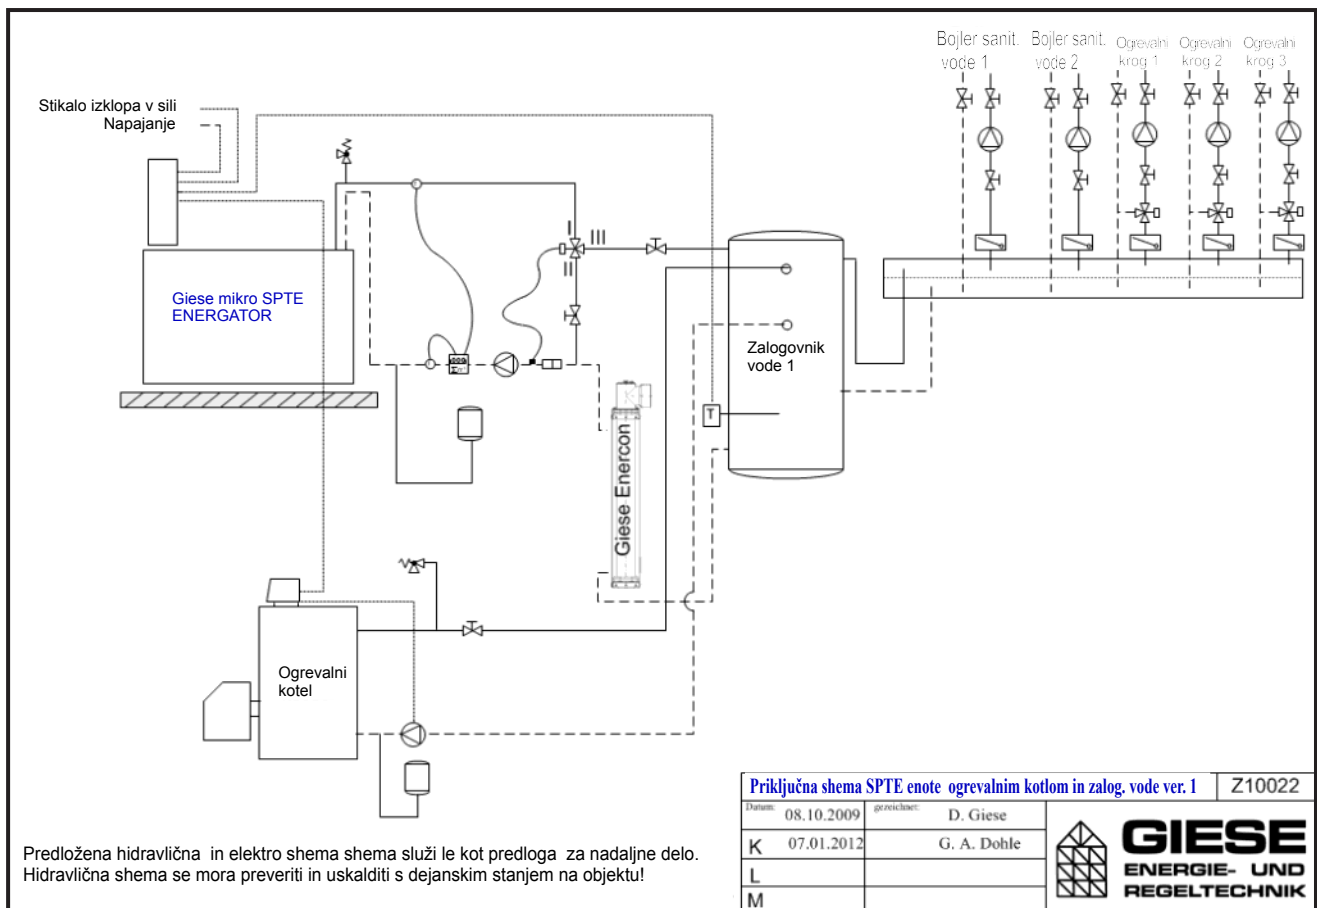 Bojler sanit.
vode 1
Bojler sanit.
vode 2
Ogrevalni
krog 1
Ogrevalni
krog 2
Ogrevalni
krog 3
Stikalo izklopa v sili
Napajanje
Giese mikro SPTE
ENERGATOR
I
II
III
Zalogovnik
vode 1
T
Giese Enercon
Ogrevalni
kotel
Predložena hidravlična in elektro shema shema služi le kot predloga za nadaljne delo.
Hidravlična shema se mora preveriti in uskalditi s dejanskim stanjem na objektu!
Priključna shema SPTE enote ogrevalnim kotlom in zalog. vode ver. 1
Z10022
Datum: 08.10.2009
gezeichnet: D. Giese
K 07.01.2012 G. A. Dohle
L
M
GIESE
ENERGIE- UND
REGELTECHNIK